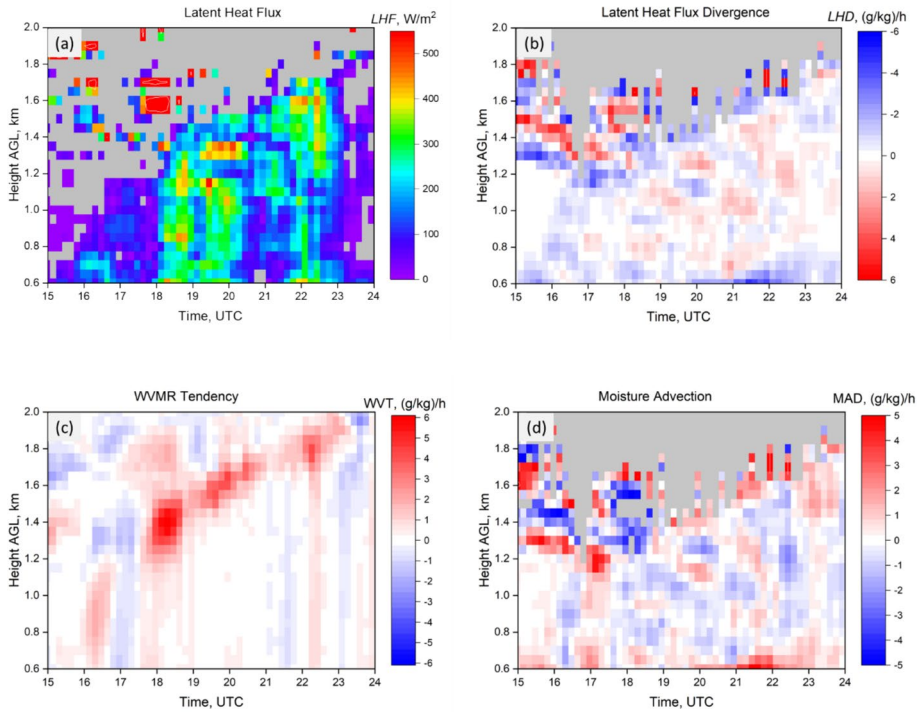 Latent Heat Flux
LHF, W/m²
(a)
2.0
1.8
1.6
1.4
1.2
1.0
0.8
0.6
Height AGL, km
15 16 17 18 19 20 21 22 23 24
Time, UTC
500
400
300
200
100
0
Latent Heat Flux Divergence
LHD, (g/kg)/h
(b)
2.0
1.8
1.6
1.4
1.2
1.0
0.8
0.6
Height AGL, km
15 16 17 18 19 20 21 22 23 24
Time, UTC
-6
-4
-2
0
2
4
6
WVMR Tendency
WVT, (g/kg)/h
(c)
2.0
1.8
1.6
1.4
1.2
1.0
0.8
0.6
Height AGL, km
15 16 17 18 19 20 21 22 23 24
Time, UTC
6
5
4
3
2
1
0
-1
-2
-3
-4
-5
-6
Moisture Advection
MAD, (g/kg)/h
(d)
2.0
1.8
1.6
1.4
1.2
1.0
0.8
0.6
Height AGL, km
15 16 17 18 19 20 21 22 23 24
Time, UTC
5
4
3
2
1
0
-1
-2
-3
-4
-5